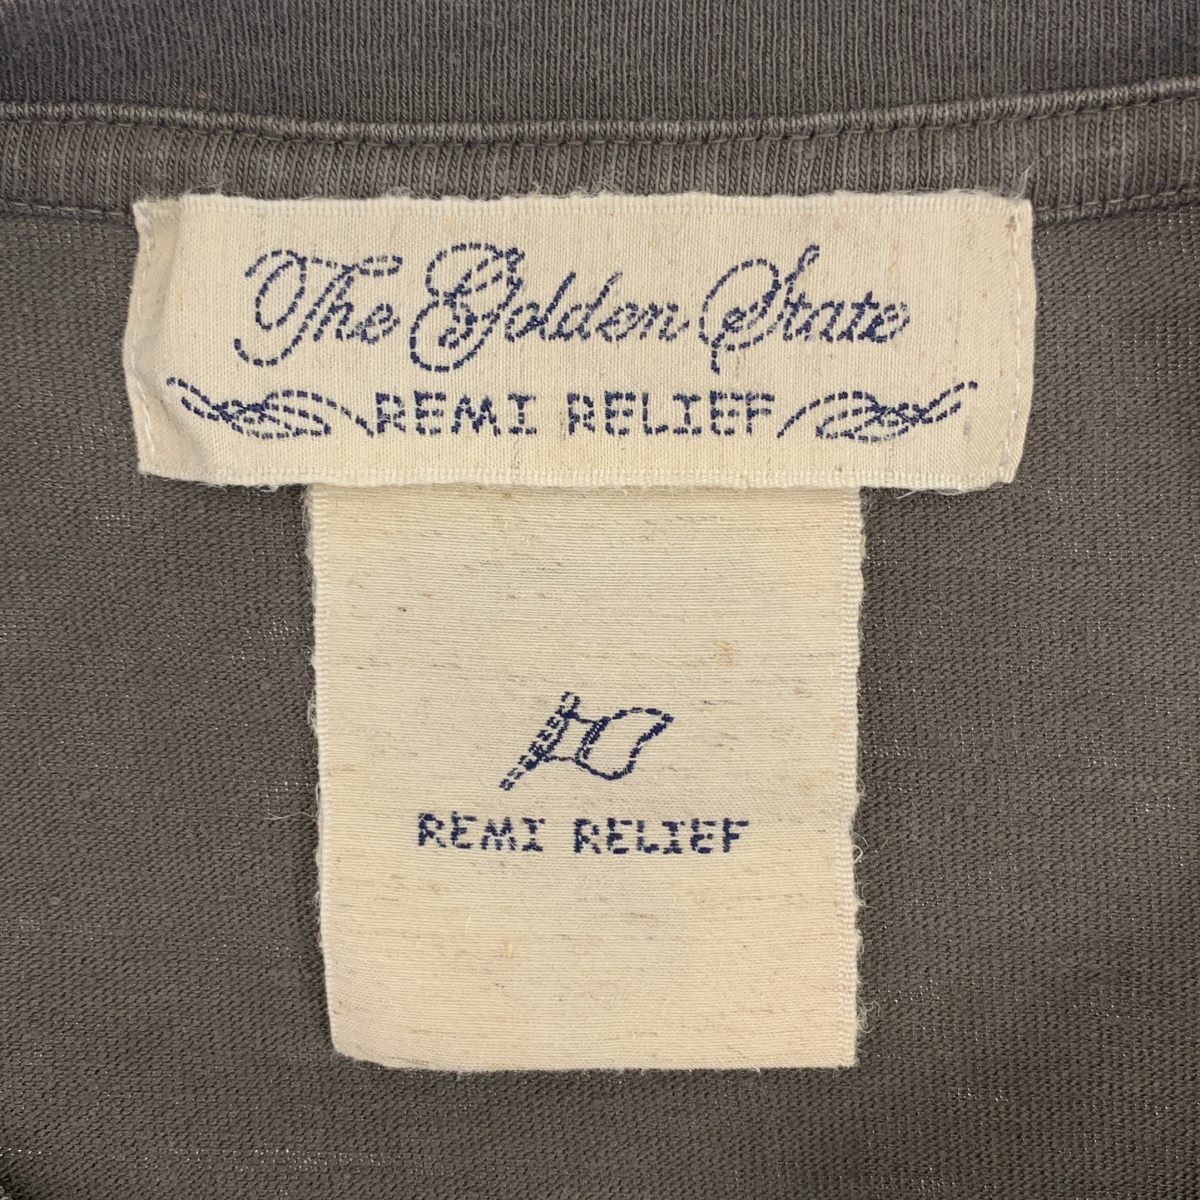 The Golden State
REMI RELIEF
REMI RELIEF